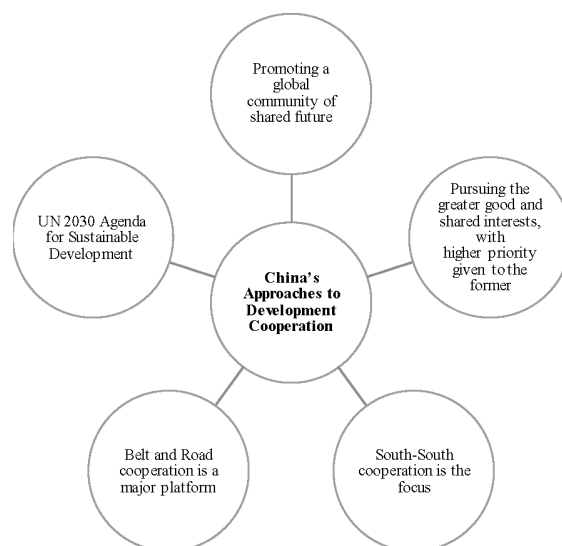 Promoting a
global
community of
shared future
Pursuing the
greater good and
shared interests,
with
higher priority
given to the
former
UN 2030 Agenda
for Sustainable
Development
China's
Approaches to
Development
Cooperation
Belt and Road
cooperation is a
major platform
South-South
cooperation is the
focus